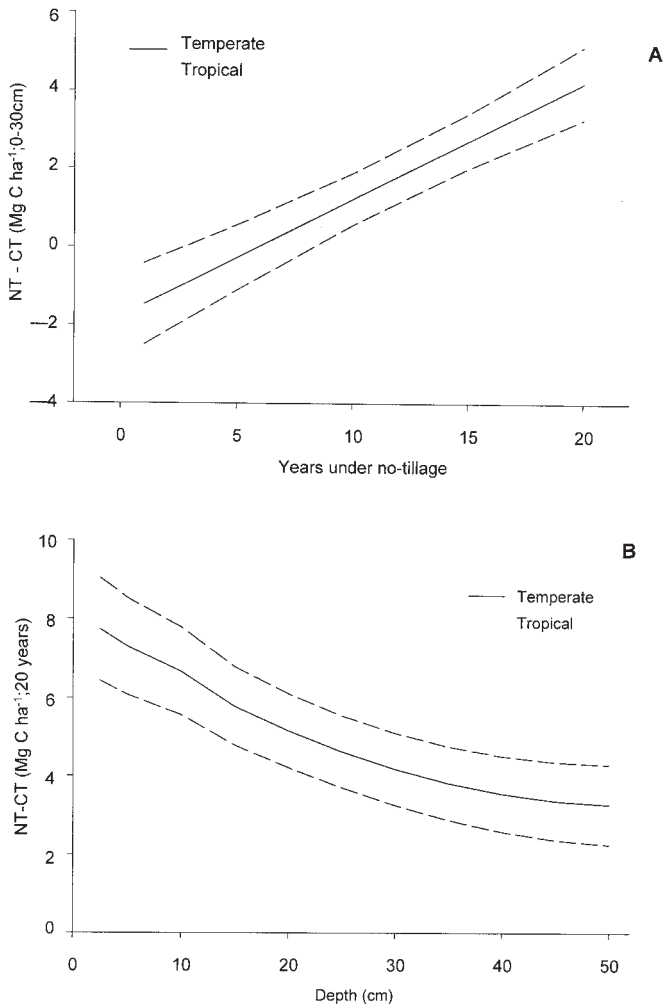 6
4
2
0
—2
—4
NT - CT (Mg C ha-1;0-30cm)
Temperate
Tropical
A
0 5 10 15 20
Years under no-tillage
10
8
6
4
2
0
NT-CT (Mg C ha-1;20 years)
B
Temperate
Tropical
0 10 20 30 40 50
Depth (cm)